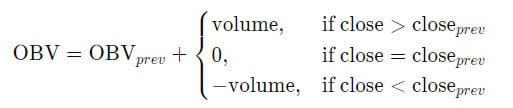 volume, if close > close_prev
OBV = OBV_prev + { 0, if close = close_prev
−volume, if close < close_prev